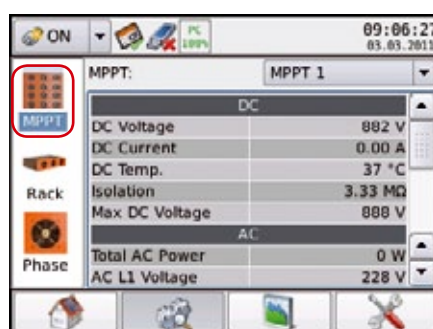 ON
PC
100%
09:06:27
03.03.2011
MPPT
Rack
Phase
MPPT: MPPT 1
DC
DC Voltage 882 V
DC Current 0.00 A
DC Temp. 37 °C
Isolation 3.33 MΩ
Max DC Voltage 888 V
AC
Total AC Power 0 W
AC L1 Voltage 228 V